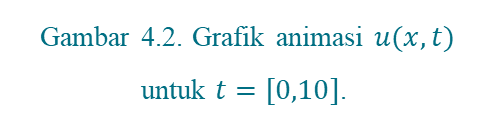 Gambar 4.2. Grafik animasi u(x,t)
untuk t = [0,10].